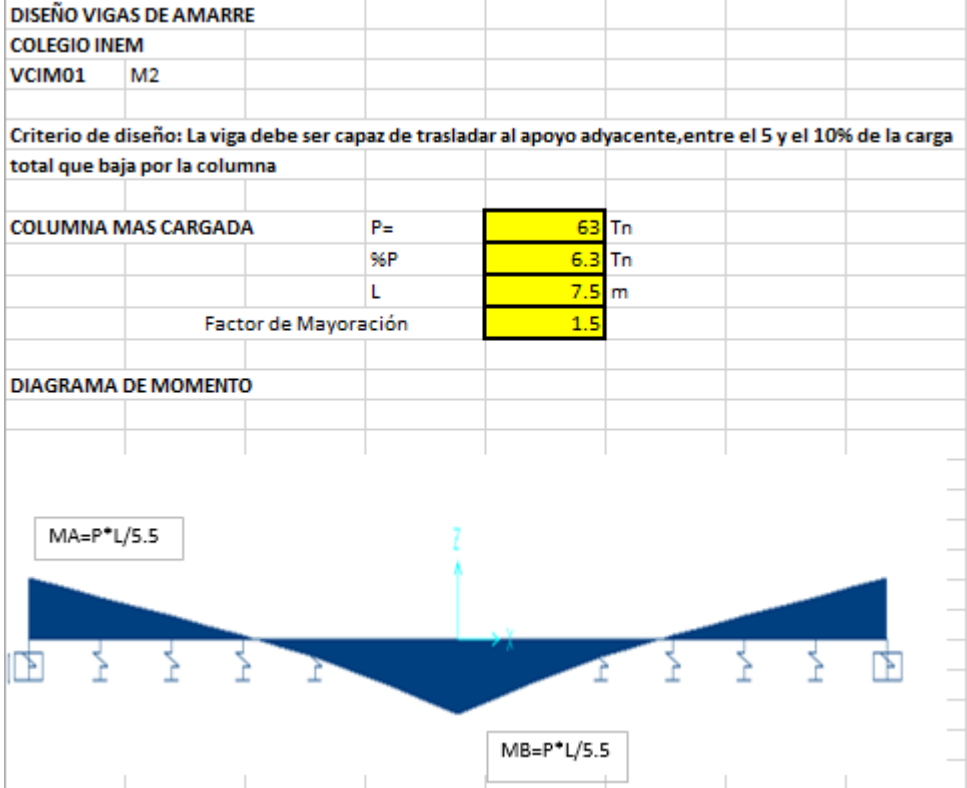 DISEÑO VIGAS DE AMARRE
COLEGIO INEM
VCIM01 M2
Criterio de diseño: La viga debe ser capaz de trasladar al apoyo adyacente,entre el 5 y el 10% de la carga
total que baja por la columna
COLUMNA MAS CARGADA P= 63 Tn
%P 6.3 Tn
L 7.5 m
Factor de Mayoración 1.5
DIAGRAMA DE MOMENTO
MA=P*L/5.5
Z
X
MB=P*L/5.5